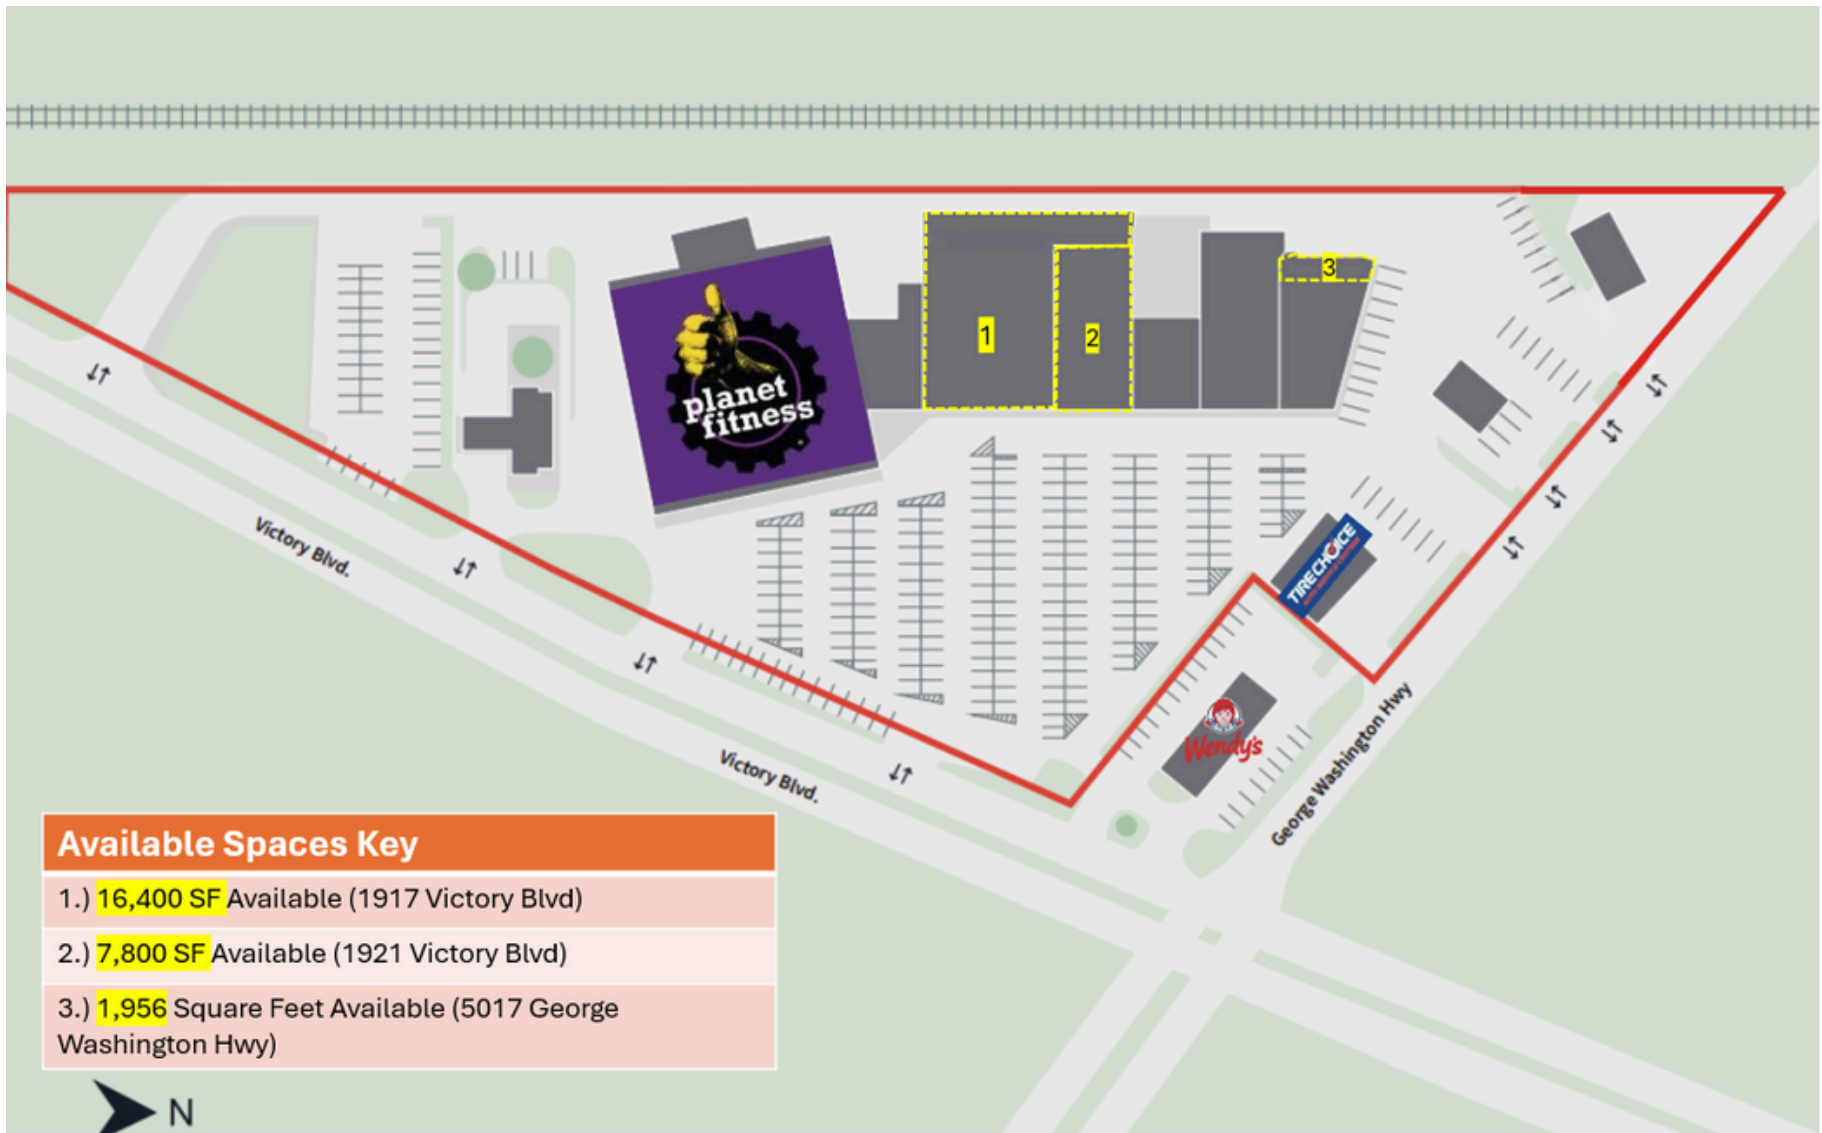 1
2
3
planet
fitness
TIRE CHOICE
Wendy's
Victory Blvd.
Victory Blvd.
George Washington Hwy
Available Spaces Key
1.) 16,400 SF Available (1917 Victory Blvd)
2.) 7,800 SF Available (1921 Victory Blvd)
3.) 1,956 Square Feet Available (5017 George
Washington Hwy)
N